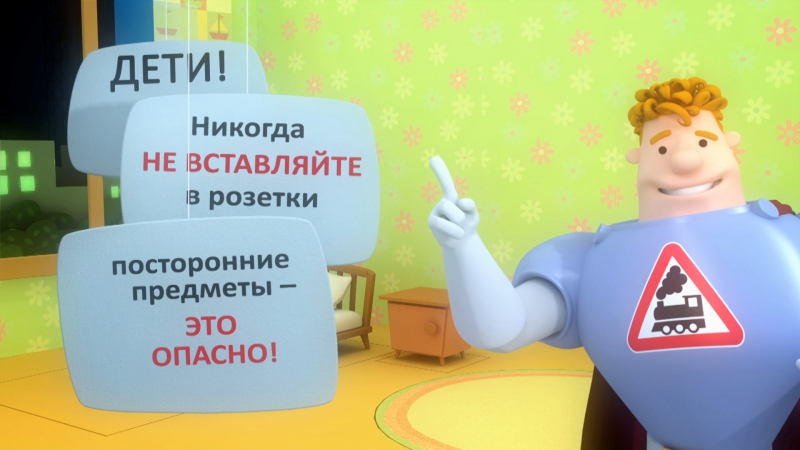 ДЕТИ!
Никогда
НЕ ВСТАВЛЯЙТЕ
в розетки
посторонние
предметы –
ЭТО
ОПАСНО!